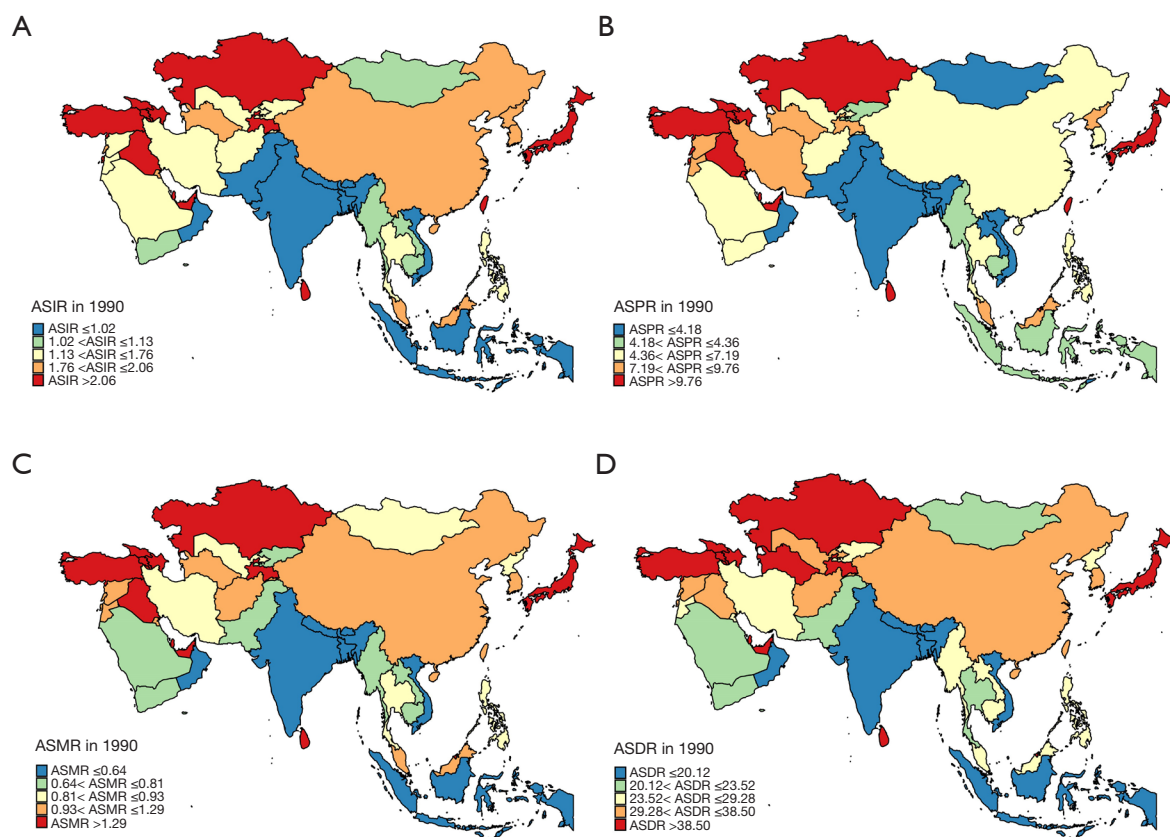 A
ASIR in 1990
ASIR ≤1.02
1.02 <ASIR ≤1.13
1.13 <ASIR ≤1.76
1.76 <ASIR ≤2.06
ASIR >2.06
B
ASPR in 1990
ASPR ≤4.18
4.18< ASPR ≤4.36
4.36< ASPR ≤7.19
7.19< ASPR ≤9.76
ASPR >9.76
C
ASMR in 1990
ASMR ≤0.64
0.64< ASMR ≤0.81
0.81< ASMR ≤0.93
0.93< ASMR ≤1.29
ASMR >1.29
D
ASDR in 1990
ASDR ≤20.12
20.12< ASDR ≤23.52
23.52< ASDR ≤29.28
29.28< ASDR ≤38.50
ASDR >38.50